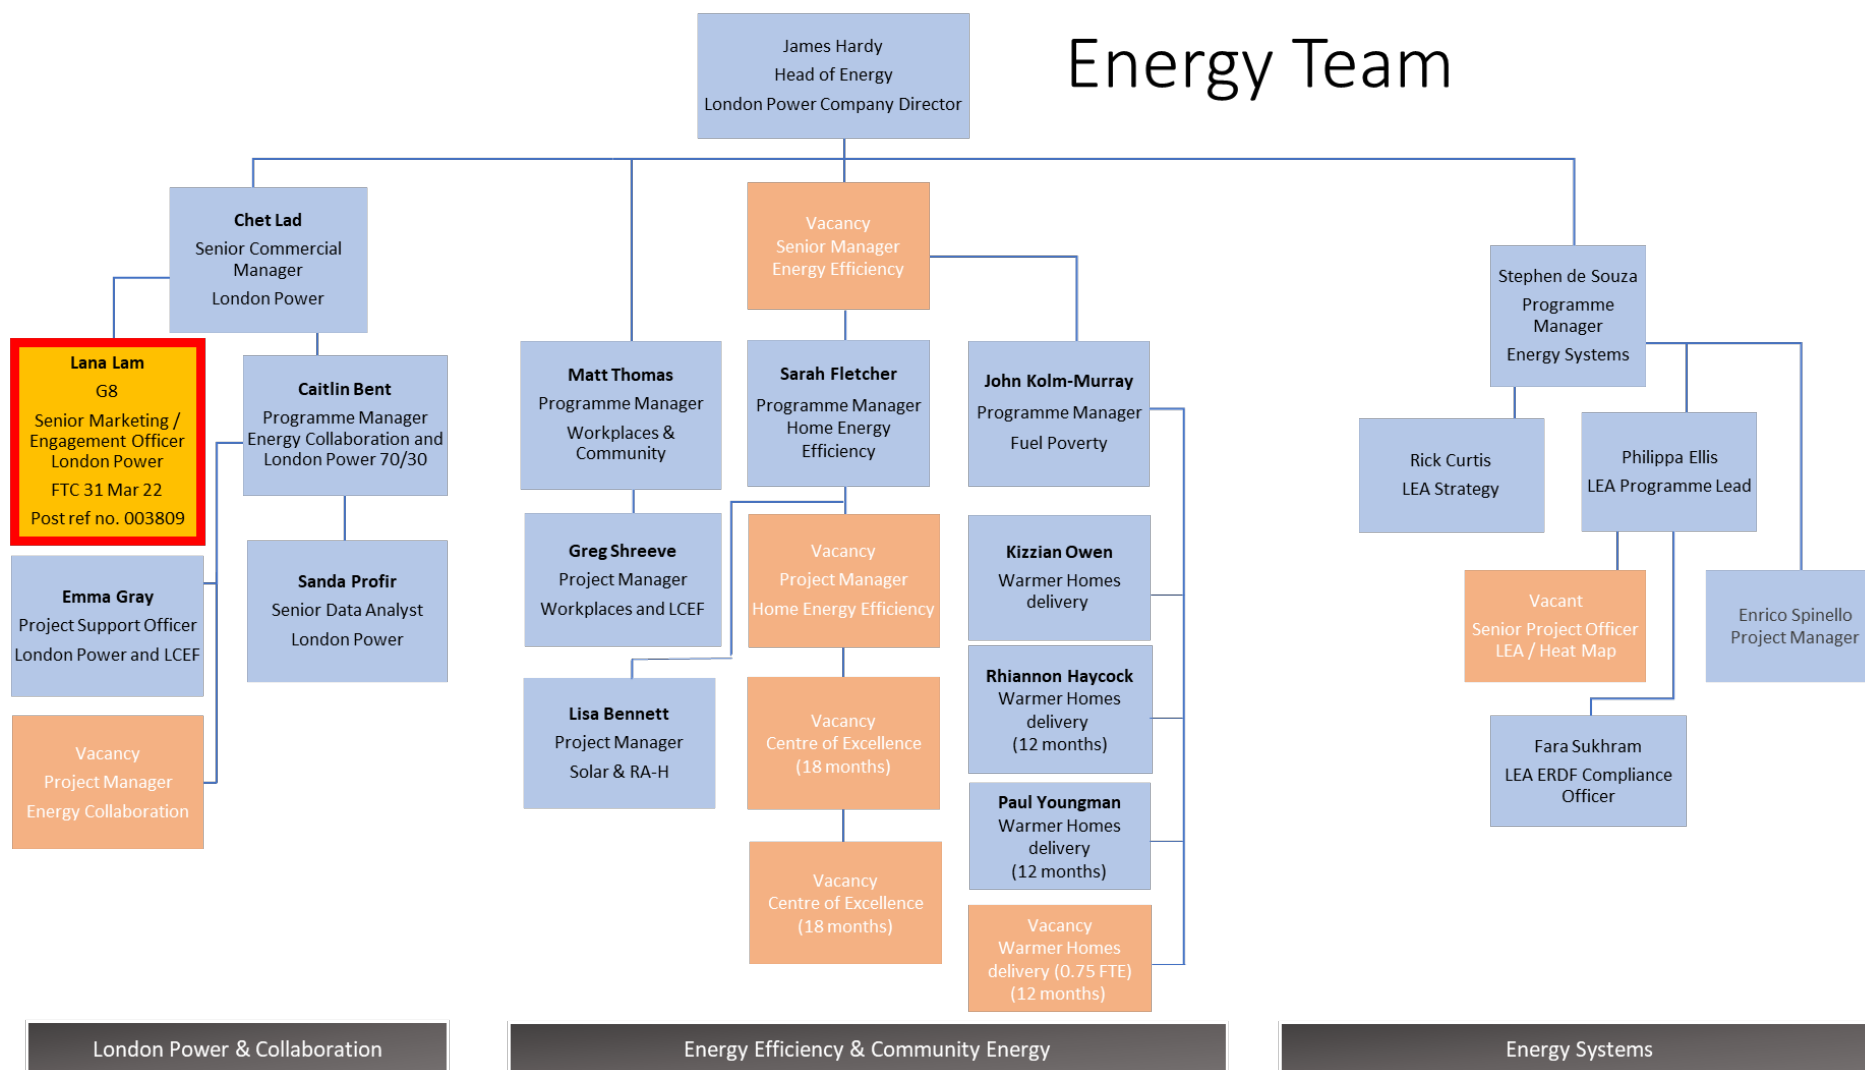 Energy Team
James Hardy
Head of Energy
London Power Company Director
Chet Lad
Senior Commercial
Manager
London Power
Lana Lam
G8
Senior Marketing /
Engagement Officer
London Power
FTC 31 Mar 22
Post ref no. 003809
Caitlin Bent
Programme Manager
Energy Collaboration and
London Power 70/30
Emma Gray
Project Support Officer
London Power and LCEF
Sanda Profir
Senior Data Analyst
London Power
Vacancy
Project Manager
Energy Collaboration
Vacancy
Senior Manager
Energy Efficiency
Matt Thomas
Programme Manager
Workplaces &
Community
Sarah Fletcher
Programme Manager
Home Energy
Efficiency
John Kolm-Murray
Programme Manager
Fuel Poverty
Greg Shreeve
Project Manager
Workplaces and LCEF
Vacancy
Project Manager
Home Energy Efficiency
Kizzian Owen
Warmer Homes
delivery
Lisa Bennett
Project Manager
Solar & RA-H
Vacancy
Centre of Excellence
(18 months)
Rhiannon Haycock
Warmer Homes
delivery
(12 months)
Vacancy
Centre of Excellence
(18 months)
Paul Youngman
Warmer Homes
delivery
(12 months)
Vacancy
Warmer Homes
delivery (0.75 FTE)
(12 months)
Stephen de Souza
Programme
Manager
Energy Systems
Rick Curtis
LEA Strategy
Philippa Ellis
LEA Programme Lead
Vacant
Senior Project Officer
LEA / Heat Map
Enrico Spinello
Project Manager
Fara Sukhram
LEA ERDF Compliance
Officer
London Power & Collaboration
Energy Efficiency & Community Energy
Energy Systems